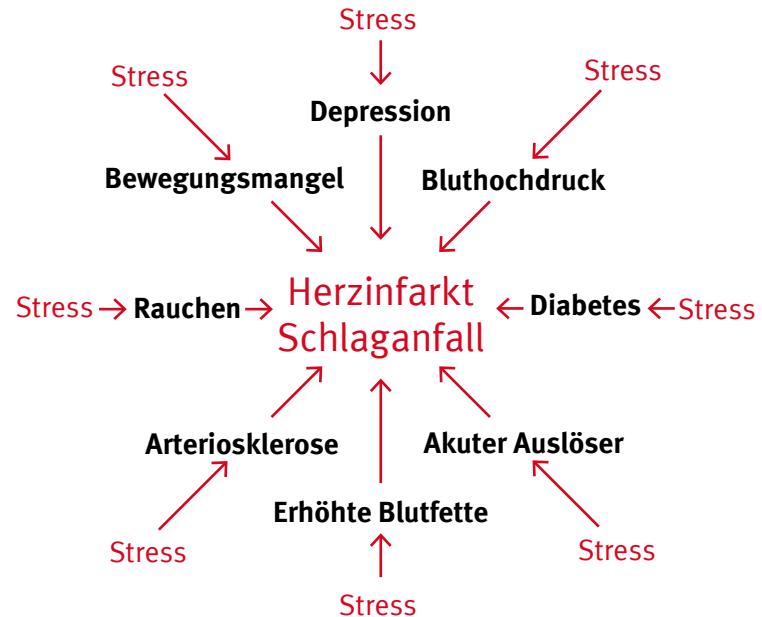 Stress
Stress
Stress
Depression
Bewegungsmangel
Bluthochdruck
Stress
Rauchen
Herzinfarkt
Schlaganfall
Diabetes
Stress
Arteriosklerose
Akuter Auslöser
Erhöhte Blutfette
Stress
Stress
Stress